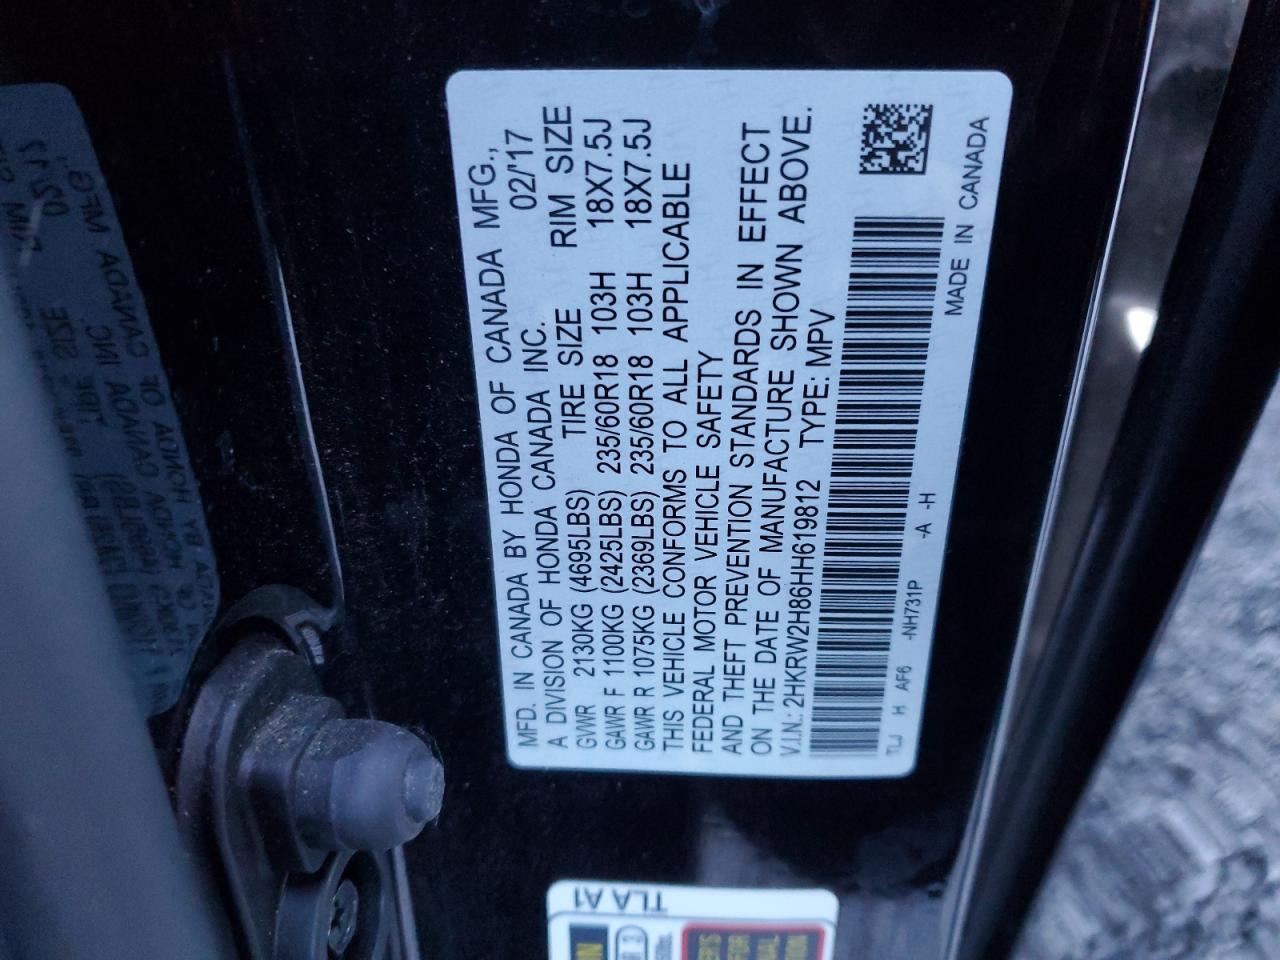 MFD. IN CANADA BY HONDA OF CANADA MFG.,
A DIVISION OF HONDA CANADA INC. 02/'17
GVWR 2130KG (4695LBS) TIRE SIZE RIM SIZE
GAWR F 1100KG (2425LBS) 235/60R18 103H 18X7.5J
GAWR R 1075KG (2369LBS) 235/60R18 103H 18X7.5J
THIS VEHICLE CONFORMS TO ALL APPLICABLE
FEDERAL MOTOR VEHICLE SAFETY
AND THEFT PREVENTION STANDARDS IN EFFECT
ON THE DATE OF MANUFACTURE SHOWN ABOVE.
V.I.N.: 2HKRW2H86HH619812 TYPE: MPV
TLJ H AF6 -NH731P -A -H
MADE IN CANADA
TLA A1